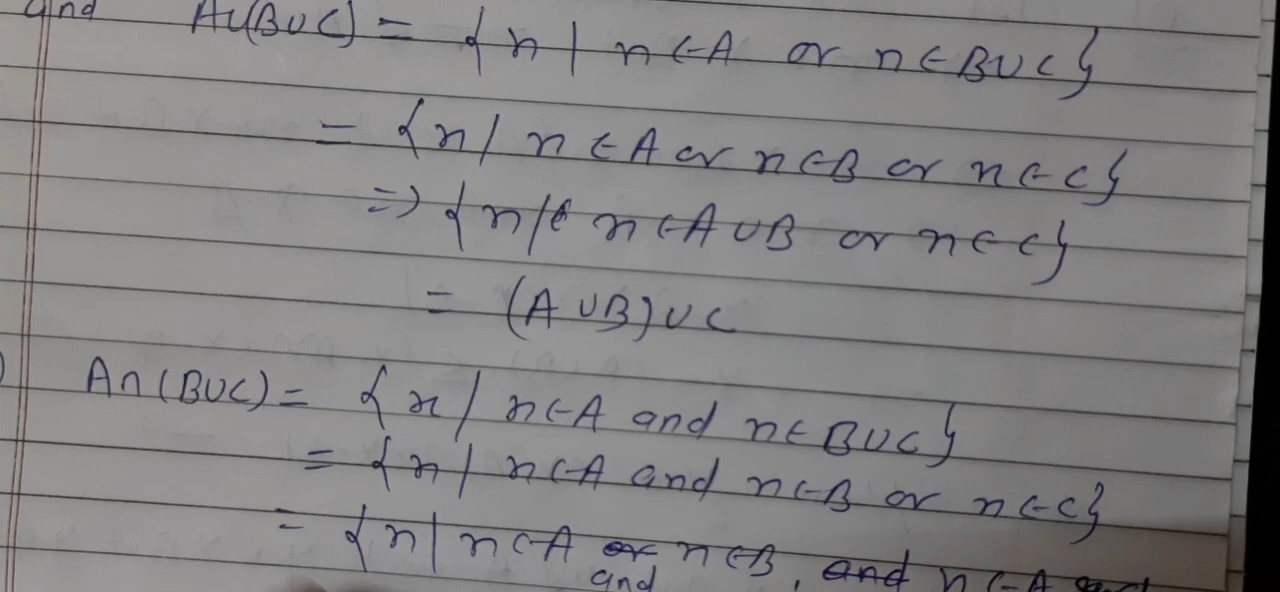 and A∪(B∪C) = {n | n∈A or n∈B∪C}
= {n / n∈A or n∈B or n∈C}
=> {n / n∈A∪B or n∈C}
= (A∪B)∪C
) A∩(B∪C) = {x / n∈A and n∈B∪C}
= {n / n∈A and n∈B or n∈C}
= {n | n∈A or n∈B, and n∈A
and